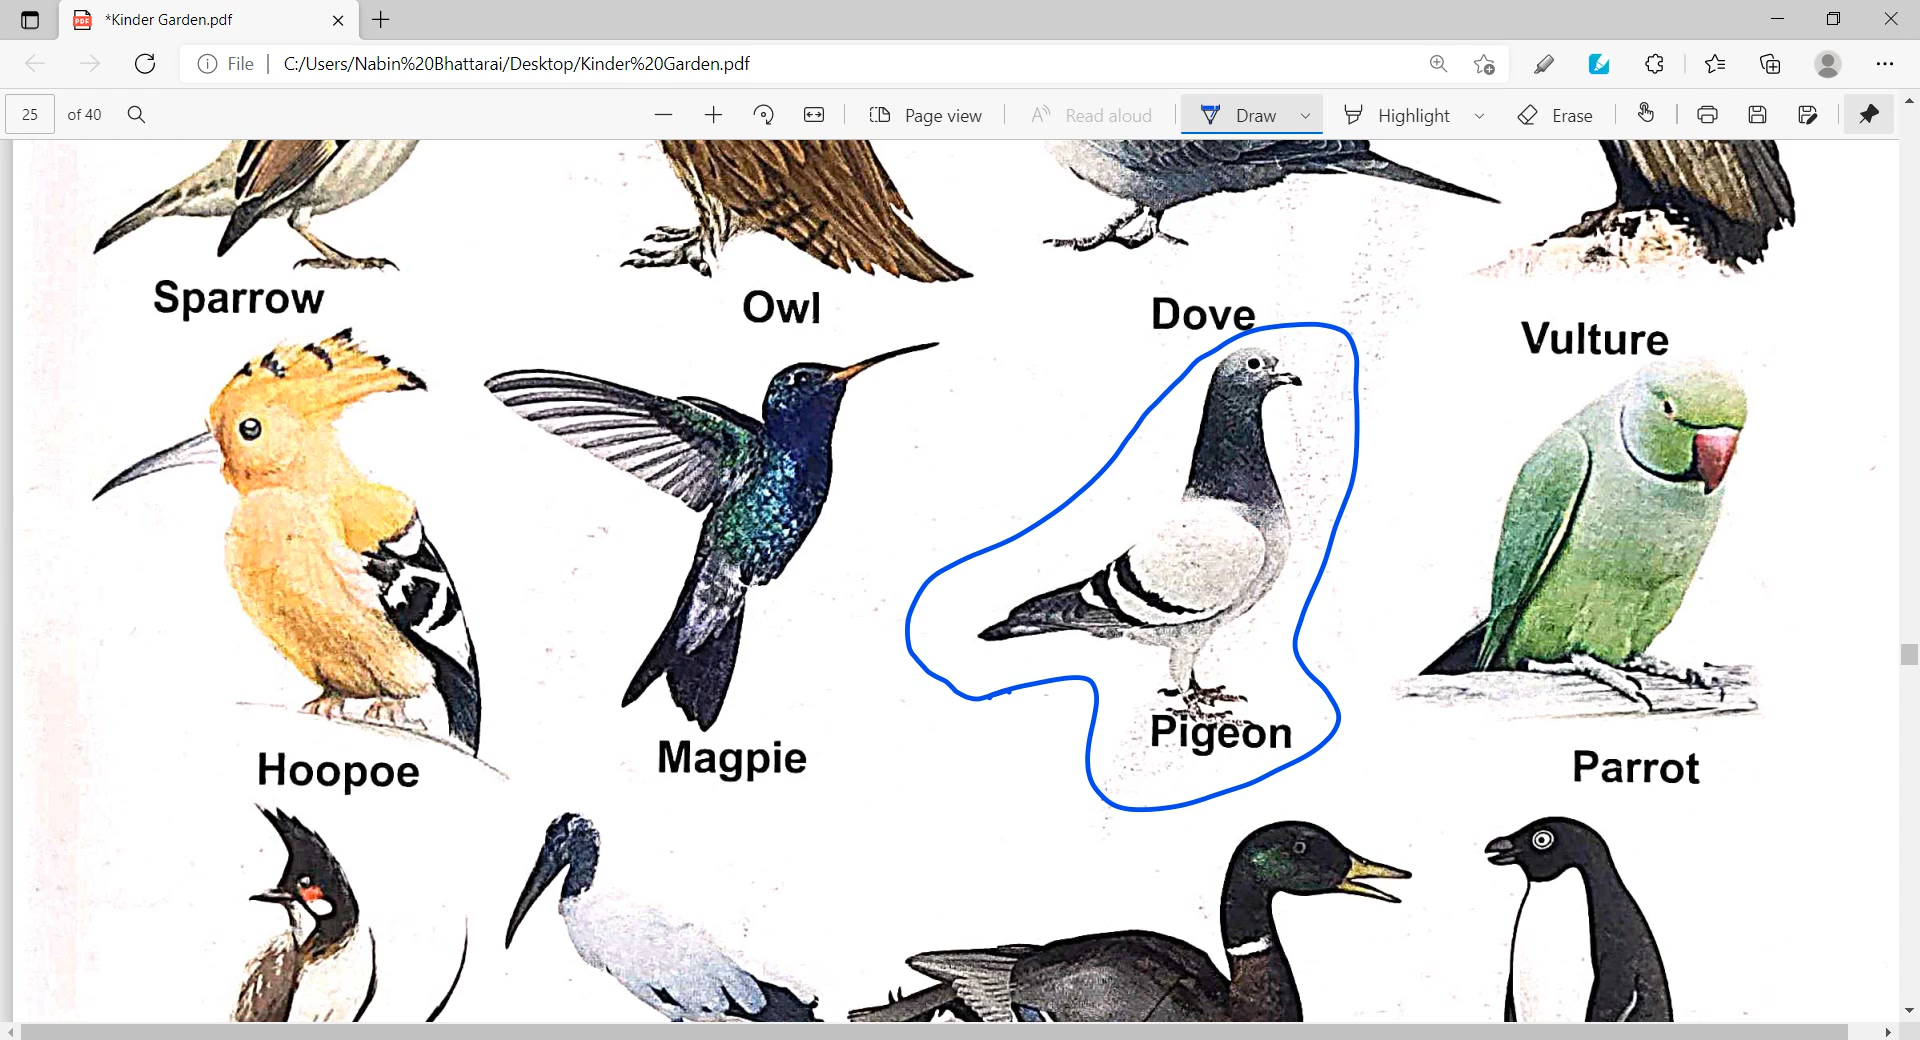 *Kinder Garden.pdf
File C:/Users/Nabin%20Bhattarai/Desktop/Kinder%20Garden.pdf
25 of 40 Page view Read aloud Draw Highlight Erase
Sparrow Owl Dove Vulture
Hoopoe Magpie Pigeon Parrot